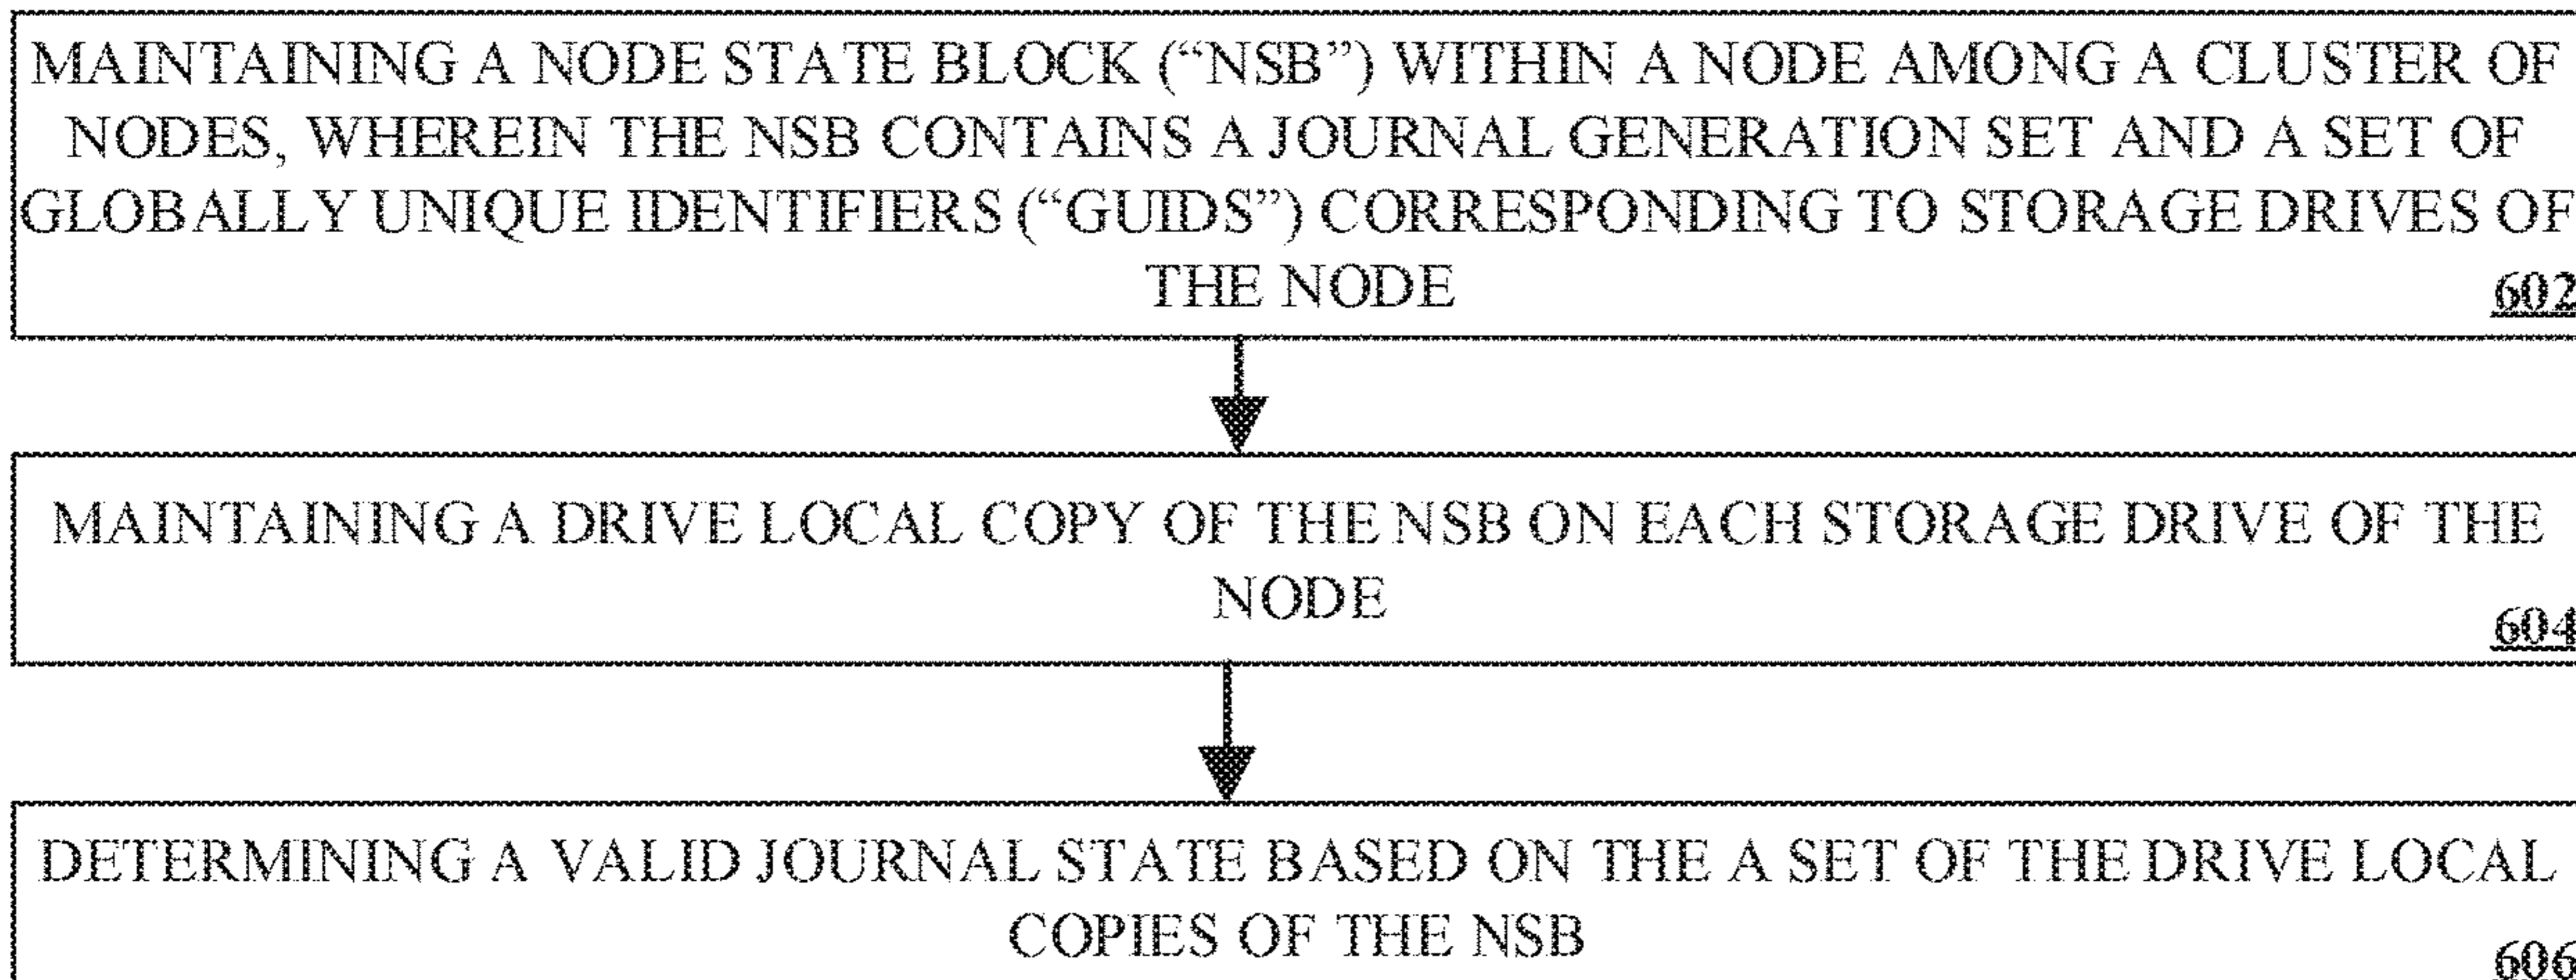 MAINTAINING A NODE STATE BLOCK (“NSB”) WITHIN A NODE AMONG A CLUSTER OF
NODES, WHEREIN THE NSB CONTAINS A JOURNAL GENERATION SET AND A SET OF
GLOBALLY UNIQUE IDENTIFIERS (“GUIDS”) CORRESPONDING TO STORAGE DRIVES OF
THE NODE
602
MAINTAINING A DRIVE LOCAL COPY OF THE NSB ON EACH STORAGE DRIVE OF THE
NODE
604
DETERMINING A VALID JOURNAL STATE BASED ON THE A SET OF THE DRIVE LOCAL
COPIES OF THE NSB
606